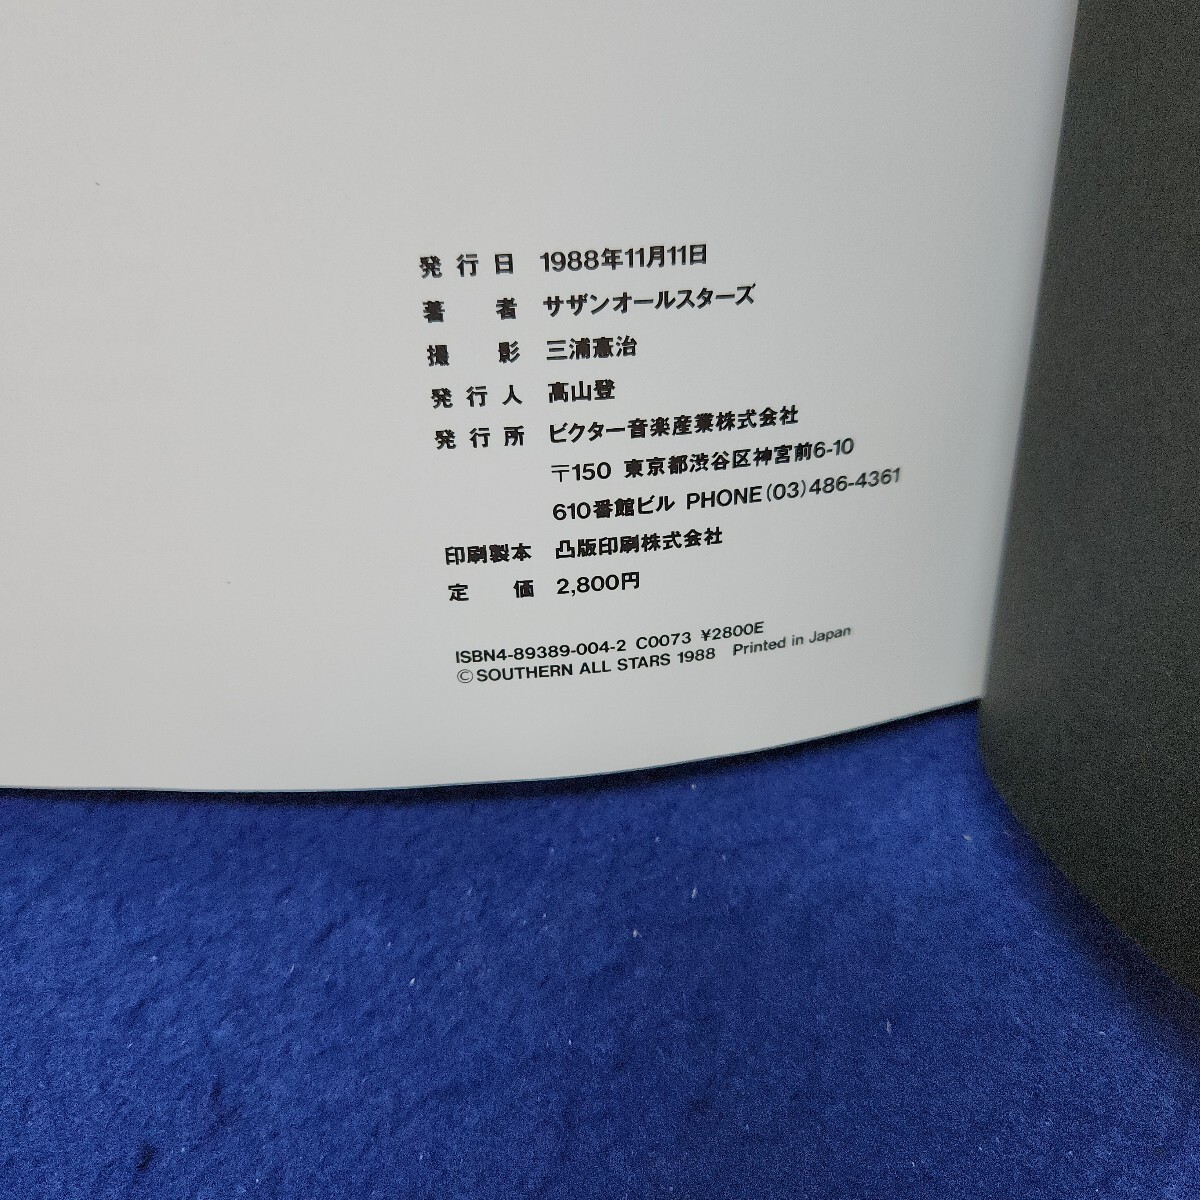 発行日 1988年11月11日
著者 サザンオールスターズ
撮影 三浦憲治
発行人 髙山登
発行所 ビクター音楽産業株式会社
〒150 東京都渋谷区神宮前6-10
610番館ビル PHONE(03)486-4361
印刷製本 凸版印刷株式会社
定価 2,800円
ISBN4-89389-004-2 C0073 ¥2800E
©SOUTHERN ALL STARS 1988 Printed in Japan